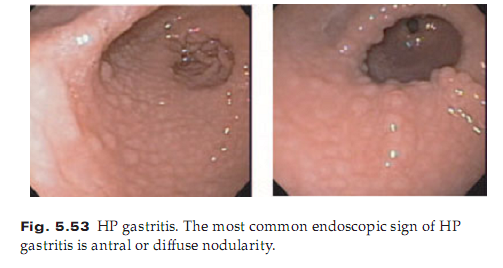 Fig. 5.53 HP gastritis. The most common endoscopic sign of HP
gastritis is antral or diffuse nodularity.